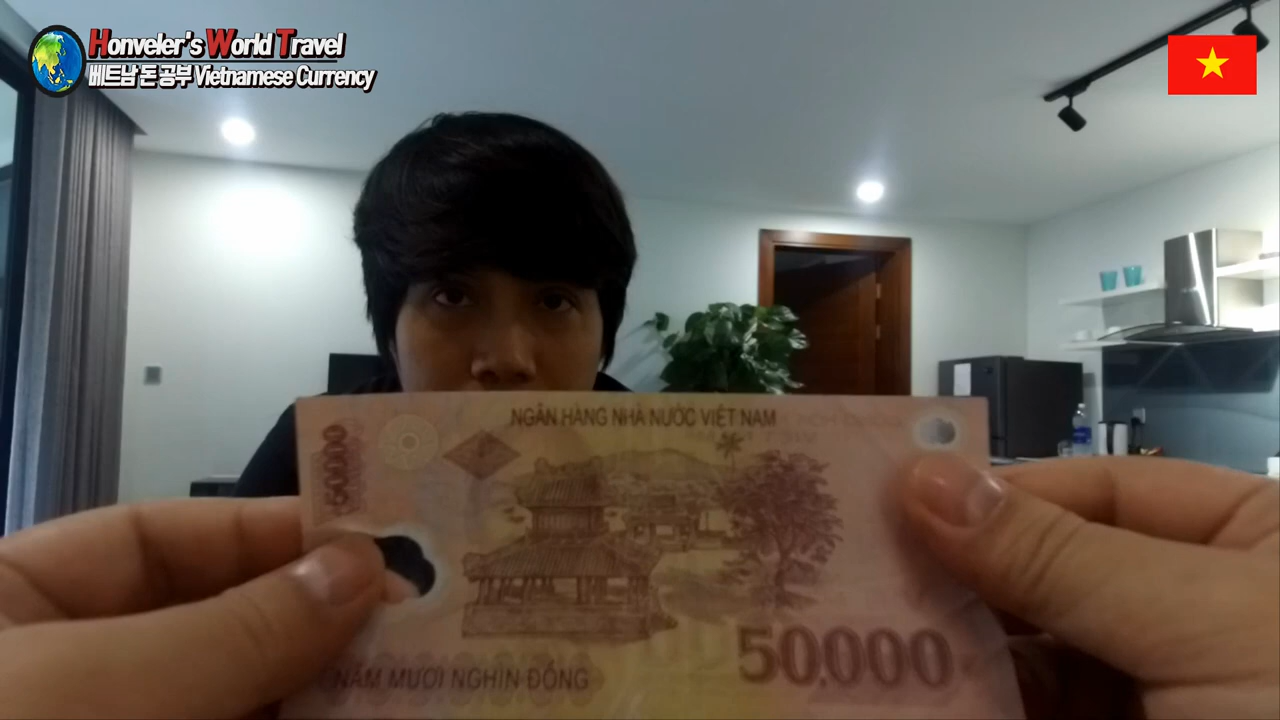 Honveler's World Travel
베트남 돈 공부 Vietnamese Currency
NGÂN HÀNG NHÀ NƯỚC VIỆT NAM
50000
NĂM MƯƠI NGHÌN ĐỒNG
50.000